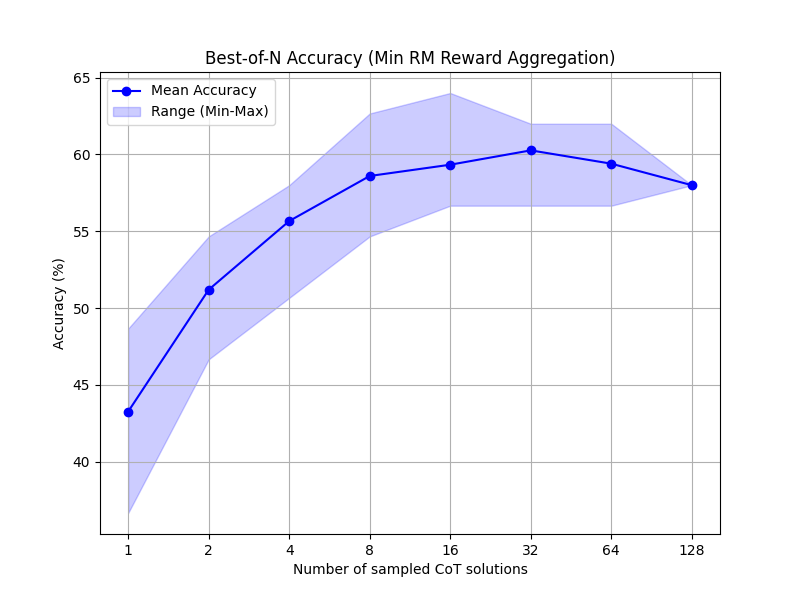 Best-of-N Accuracy (Min RM Reward Aggregation)
Mean Accuracy
Range (Min-Max)
Accuracy (%)
65
60
55
50
45
40
1 2 4 8 16 32 64 128
Number of sampled CoT solutions